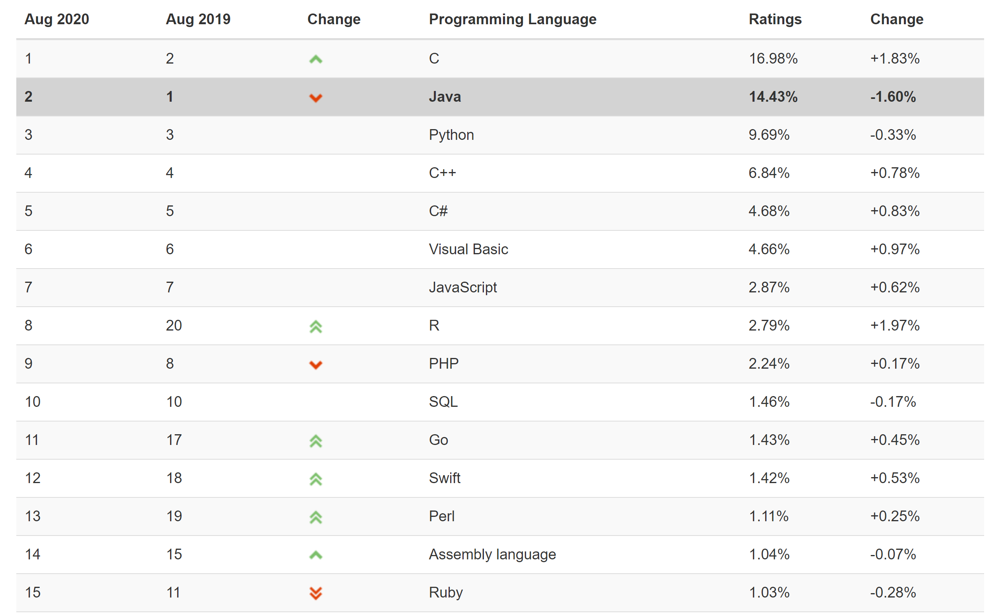 Aug 2020 Aug 2019 Change Programming Language Ratings Change
1 2 C 16.98% +1.83%
2 1 Java 14.43% -1.60%
3 3 Python 9.69% -0.33%
4 4 C++ 6.84% +0.78%
5 5 C# 4.68% +0.83%
6 6 Visual Basic 4.66% +0.97%
7 7 JavaScript 2.87% +0.62%
8 20 R 2.79% +1.97%
9 8 PHP 2.24% +0.17%
10 10 SQL 1.46% -0.17%
11 17 Go 1.43% +0.45%
12 18 Swift 1.42% +0.53%
13 19 Perl 1.11% +0.25%
14 15 Assembly language 1.04% -0.07%
15 11 Ruby 1.03% -0.28%